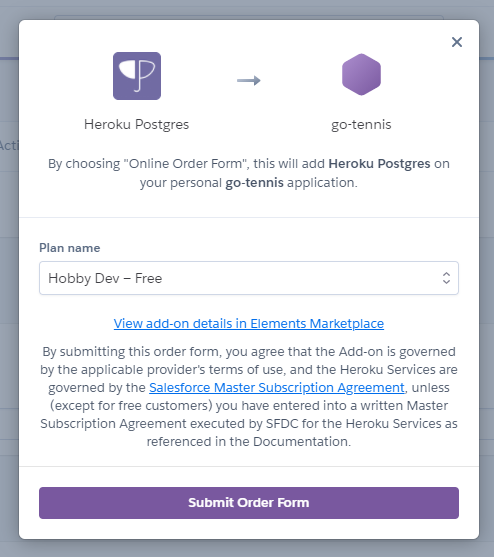 Heroku Postgres
go-tennis
By choosing "Online Order Form", this will add Heroku Postgres on
your personal go-tennis application.
Plan name
Hobby Dev – Free
View add-on details in Elements Marketplace
By submitting this order form, you agree that the Add-on is governed
by the applicable provider's terms of use, and the Heroku Services are
governed by the Salesforce Master Subscription Agreement, unless
(except for free customers) you have entered into a written Master
Subscription Agreement executed by SFDC for the Heroku Services as
referenced in the Documentation.
Submit Order Form